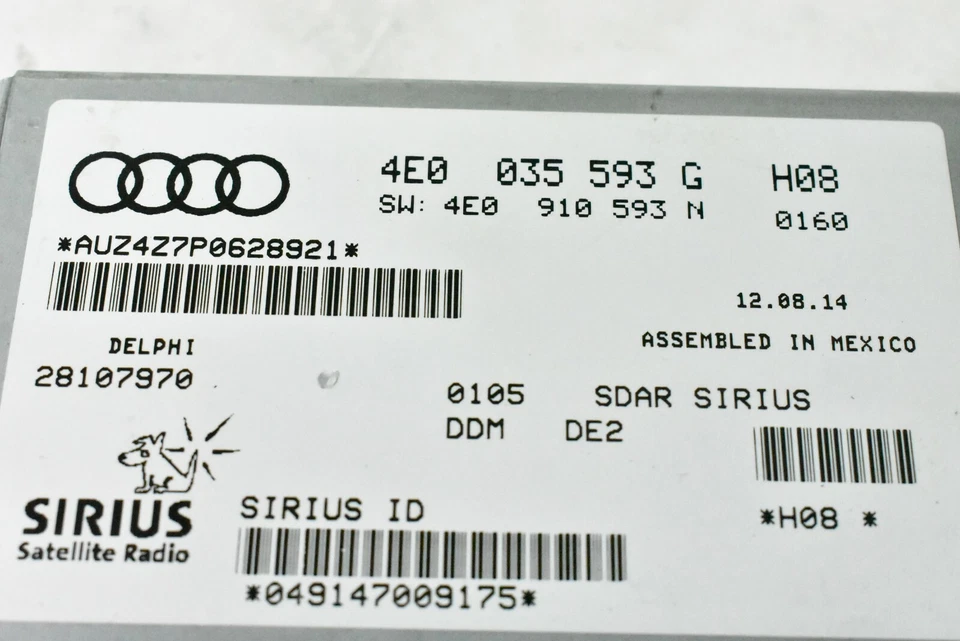 4E0 035 593 G H08
SW: 4E0 910 593 N 0160
*AUZ4Z7P0628921*
12.08.14
ASSEMBLED IN MEXICO
DELPHI
28107970
0105 SDAR SIRIUS
DDM DE2
SIRIUS
Satellite Radio
SIRIUS ID
*H08 *
*049147009175*